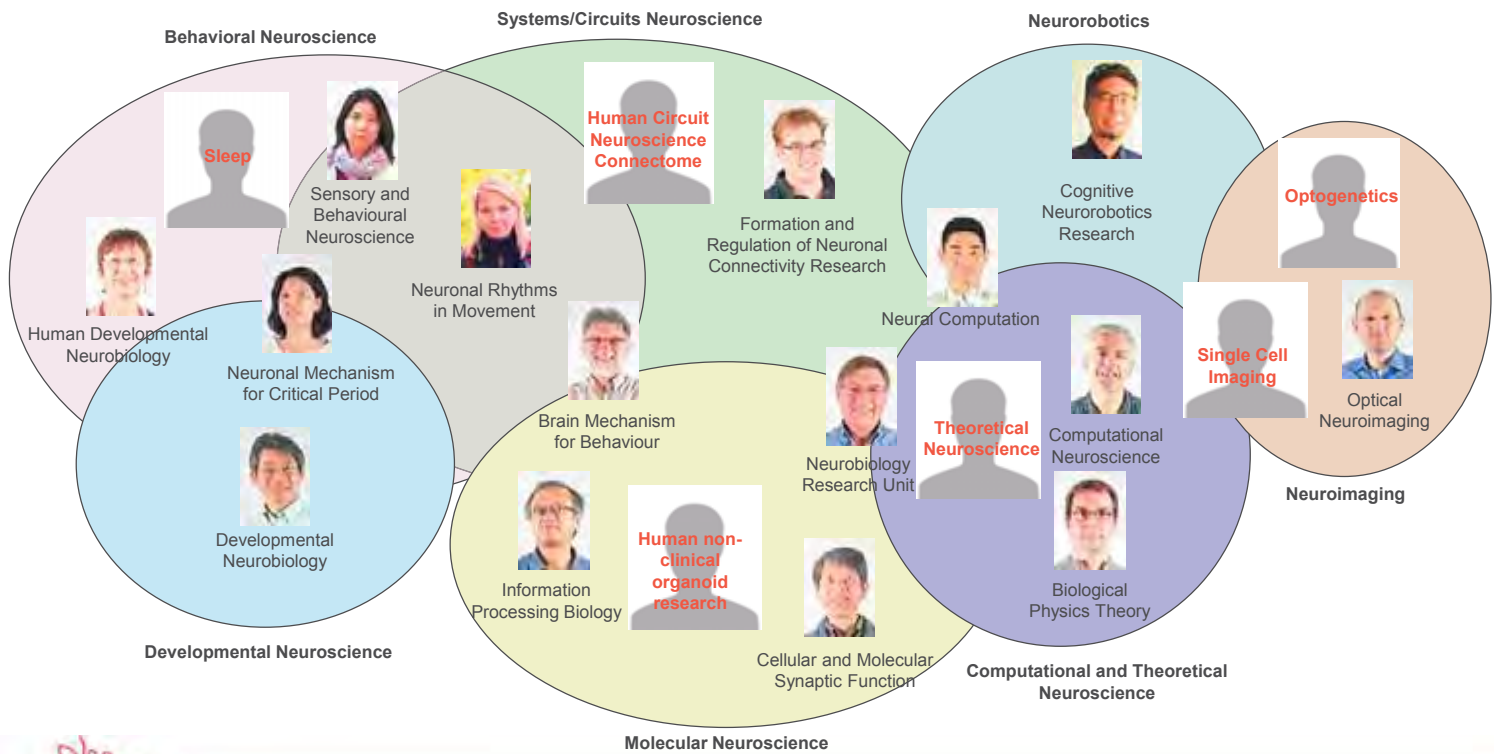 Systems/Circuits Neuroscience
Neurorobotics
Behavioral Neuroscience
Sleep
Human Circuit
Neuroscience
Connectome
Optogenetics
Sensory and
Behavioural
Neuroscience
Cognitive
Neurorobotics
Research
Formation and
Regulation of Neuronal
Connectivity Research
Neuronal Rhythms
in Movement
Human Developmental
Neurobiology
Neural Computation
Single Cell
Imaging
Neuronal Mechanism
for Critical Period
Optical
Neuroimaging
Brain Mechanism
for Behaviour
Theoretical
Neuroscience
Computational
Neuroscience
Neurobiology
Research Unit
Neuroimaging
Developmental
Neurobiology
Human non-
clinical
organoid
research
Information
Processing Biology
Biological
Physics Theory
Developmental Neuroscience
Cellular and Molecular
Synaptic Function
Computational and Theoretical
Neuroscience
Molecular Neuroscience